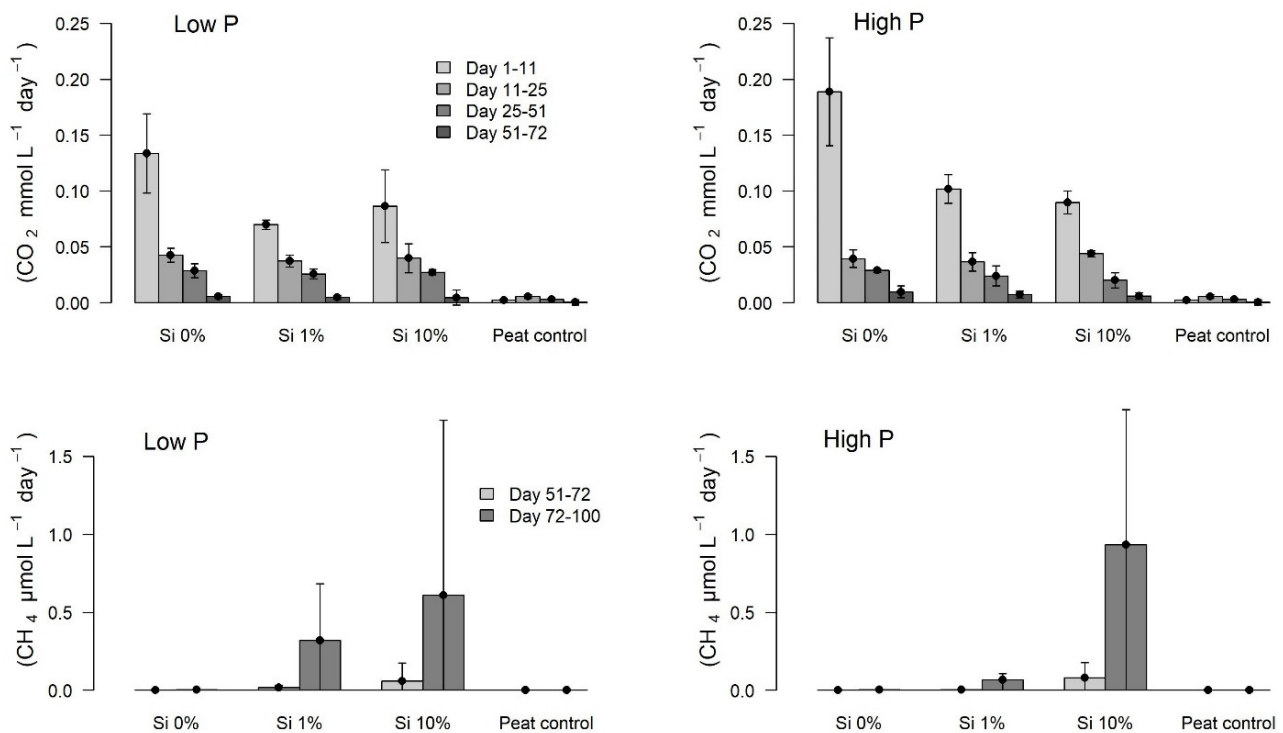 Low P
(CO 2 mmol L −1 day −1 )
0.25
0.20
0.15
0.10
0.05
0.00
Day 1-11
Day 11-25
Day 25-51
Day 51-72
Si 0% Si 1% Si 10% Peat control
High P
(CO 2 mmol L −1 day −1 )
0.25
0.20
0.15
0.10
0.05
0.00
Si 0% Si 1% Si 10% Peat control
Low P
(CH 4 µmol L −1 day −1 )
1.5
1.0
0.5
0.0
Day 51-72
Day 72-100
Si 0% Si 1% Si 10% Peat control
High P
(CH 4 µmol L −1 day −1 )
1.5
1.0
0.5
0.0
Si 0% Si 1% Si 10% Peat control